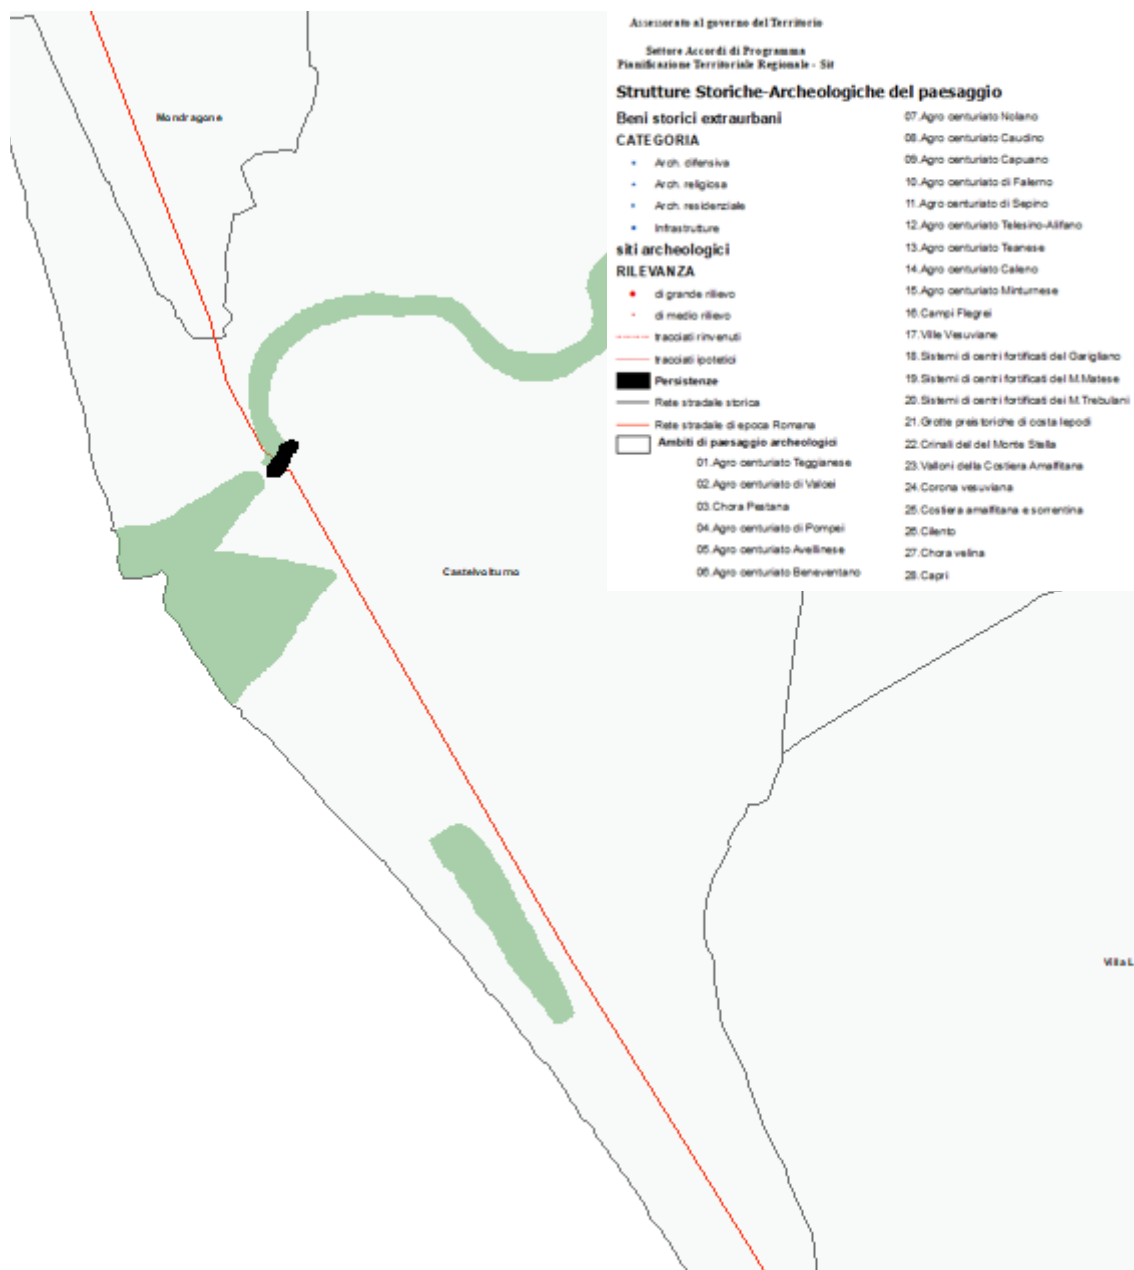 Assessorato al governo del Territorio
Settore Accordi di Programma
Pianificazione Territoriale Regionale - Sit
Strutture Storiche-Archeologiche del paesaggio
Beni storici extraurbani
CATEGORIA
Arch. difensiva
Arch. religiosa
Arch. residenziale
Infrastrutture
siti archeologici
RILEVANZA
di grande rilievo
di medio rilievo
tracciati rinvenuti
tracciati ipotetici
Persistenze
Rete stradale storica
Rete stradale di epoca Romana
Ambiti di paesaggio archeologici
01.Agro centuriato Teggianese
02.Agro centuriato di Valcei
03.Chora Pestana
04.Agro centuriato di Pompei
05.Agro centuriato Avellinese
06.Agro centuriato Beneventano
07.Agro centuriato Nolano
08.Agro centuriato Caudino
09.Agro centuriato Capuano
10.Agro centuriato di Falerno
11.Agro centuriato di Sepino
12.Agro centuriato Telesino-Alifano
13.Agro centuriato Teanese
14.Agro centuriato Caleno
15.Agro centuriato Minturnese
16.Campi Flegrei
17.Ville Vesuviane
18.Sistemi di centri fortificati del Garigliano
19.Sistemi di centri fortificati del M.Matese
20.Sistemi di centri fortificati dei M.Trebulani
21.Grotte preistoriche di costa lepodi
22.Crinali del del Monte Stella
23.Valloni della Costiera Amalfitana
24.Corona vesuviana
25.Costiera amalfitana e sorrentina
26.Cilento
27.Chora velina
28.Capri
Mondragone
Castelvolturno
Villa L